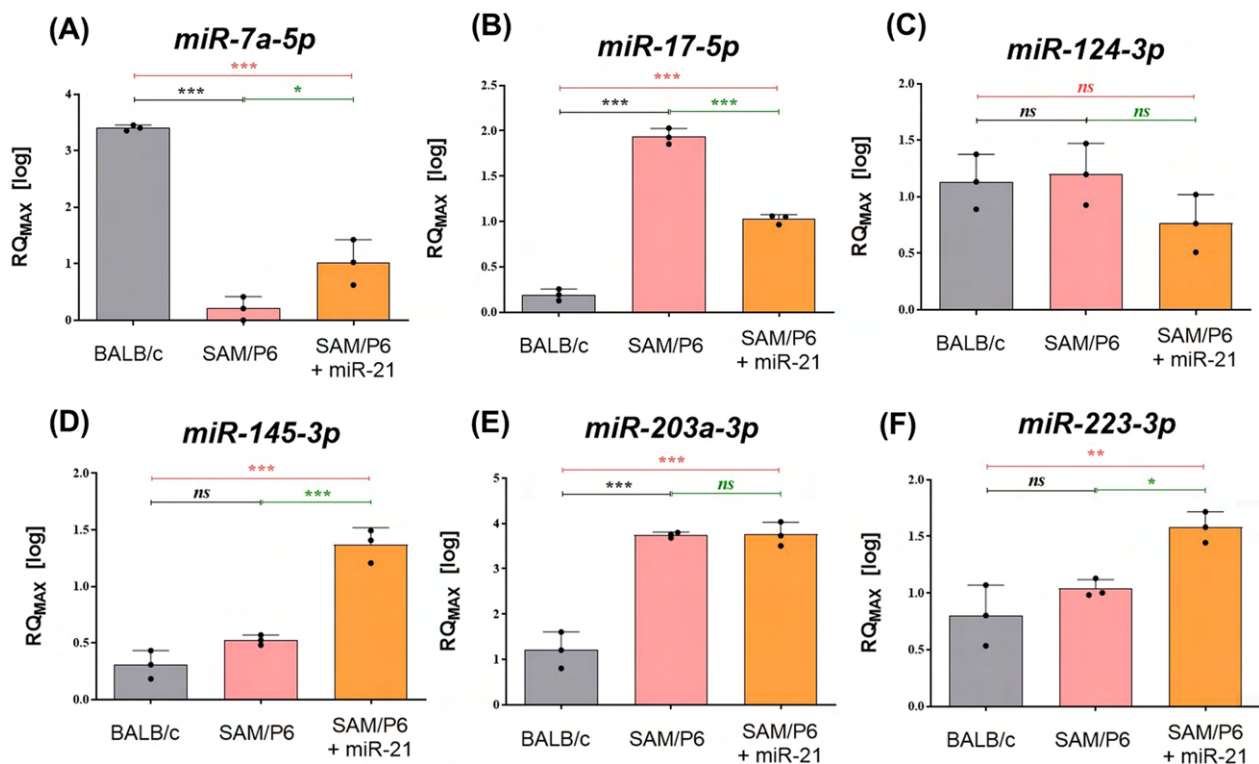 (A)
miR-7a-5p
***
*** *
RQMAX [log]
4
3
2
1
0
BALB/c SAM/P6 SAM/P6
+ miR-21
(B)
miR-17-5p
***
*** ***
RQMAX [log]
2.5
2.0
1.5
1.0
0.5
0.0
BALB/c SAM/P6 SAM/P6
+ miR-21
(C)
miR-124-3p
ns
ns ns
RQMAX [log]
2.0
1.5
1.0
0.5
0.0
BALB/c SAM/P6 SAM/P6
+ miR-21
(D)
miR-145-3p
***
ns ***
RQMAX [log]
2.0
1.5
1.0
0.5
0.0
BALB/c SAM/P6 SAM/P6
+ miR-21
(E)
miR-203a-3p
***
*** ns
RQMAX [log]
5
4
3
2
1
0
BALB/c SAM/P6 SAM/P6
+ miR-21
(F)
miR-223-3p
**
ns *
RQMAX [log]
2.0
1.5
1.0
0.5
0.0
BALB/c SAM/P6 SAM/P6
+ miR-21